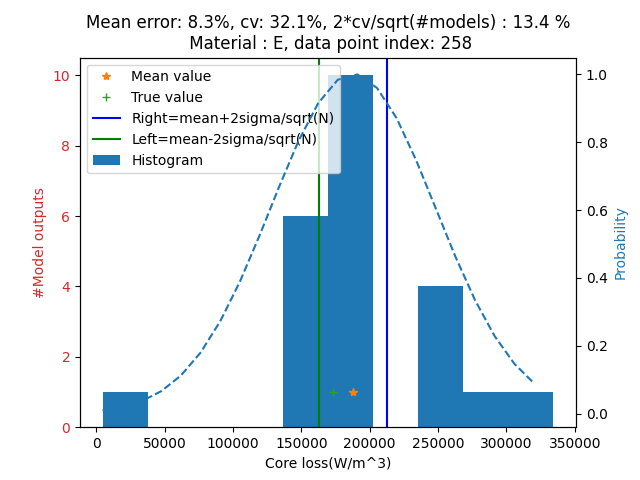 Mean error: 8.3%, cv: 32.1%, 2*cv/sqrt(#models) : 13.4 %
Material : E, data point index: 258
Mean value
True value
Right=mean+2sigma/sqrt(N)
Left=mean-2sigma/sqrt(N)
Histogram
#Model outputs
10
8
6
4
2
0
1.0
0.8
0.6
0.4
0.2
0.0
Probability
0 50000 100000 150000 200000 250000 300000 350000
Core loss(W/m^3)